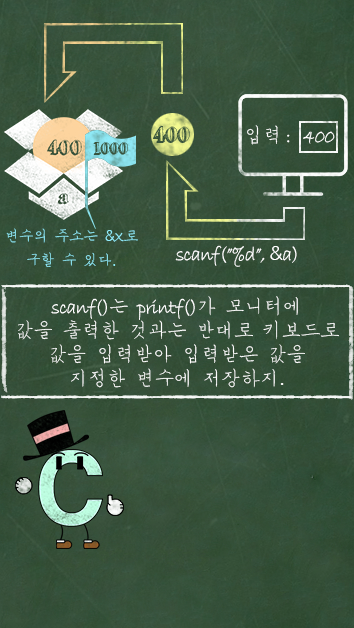 400
1000
a
400
입력 : 400
변수의 주소는 &x로
구할 수 있다.
scanf("%d", &a)
scanf()는 printf()가 모니터에
값을 출력한 것과는 반대로 키보드로
값을 입력받아 입력받은 값을
지정한 변수에 저장하지.
C